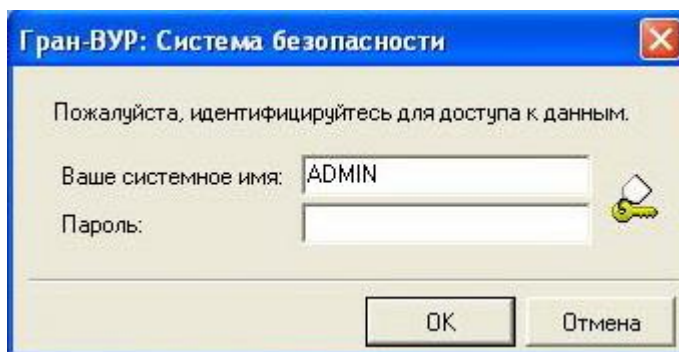 Гран-ВУР: Система безопасности
Пожалуйста, идентифицируйтесь для доступа к данным.
Ваше системное имя: ADMIN
Пароль:
OK Отмена